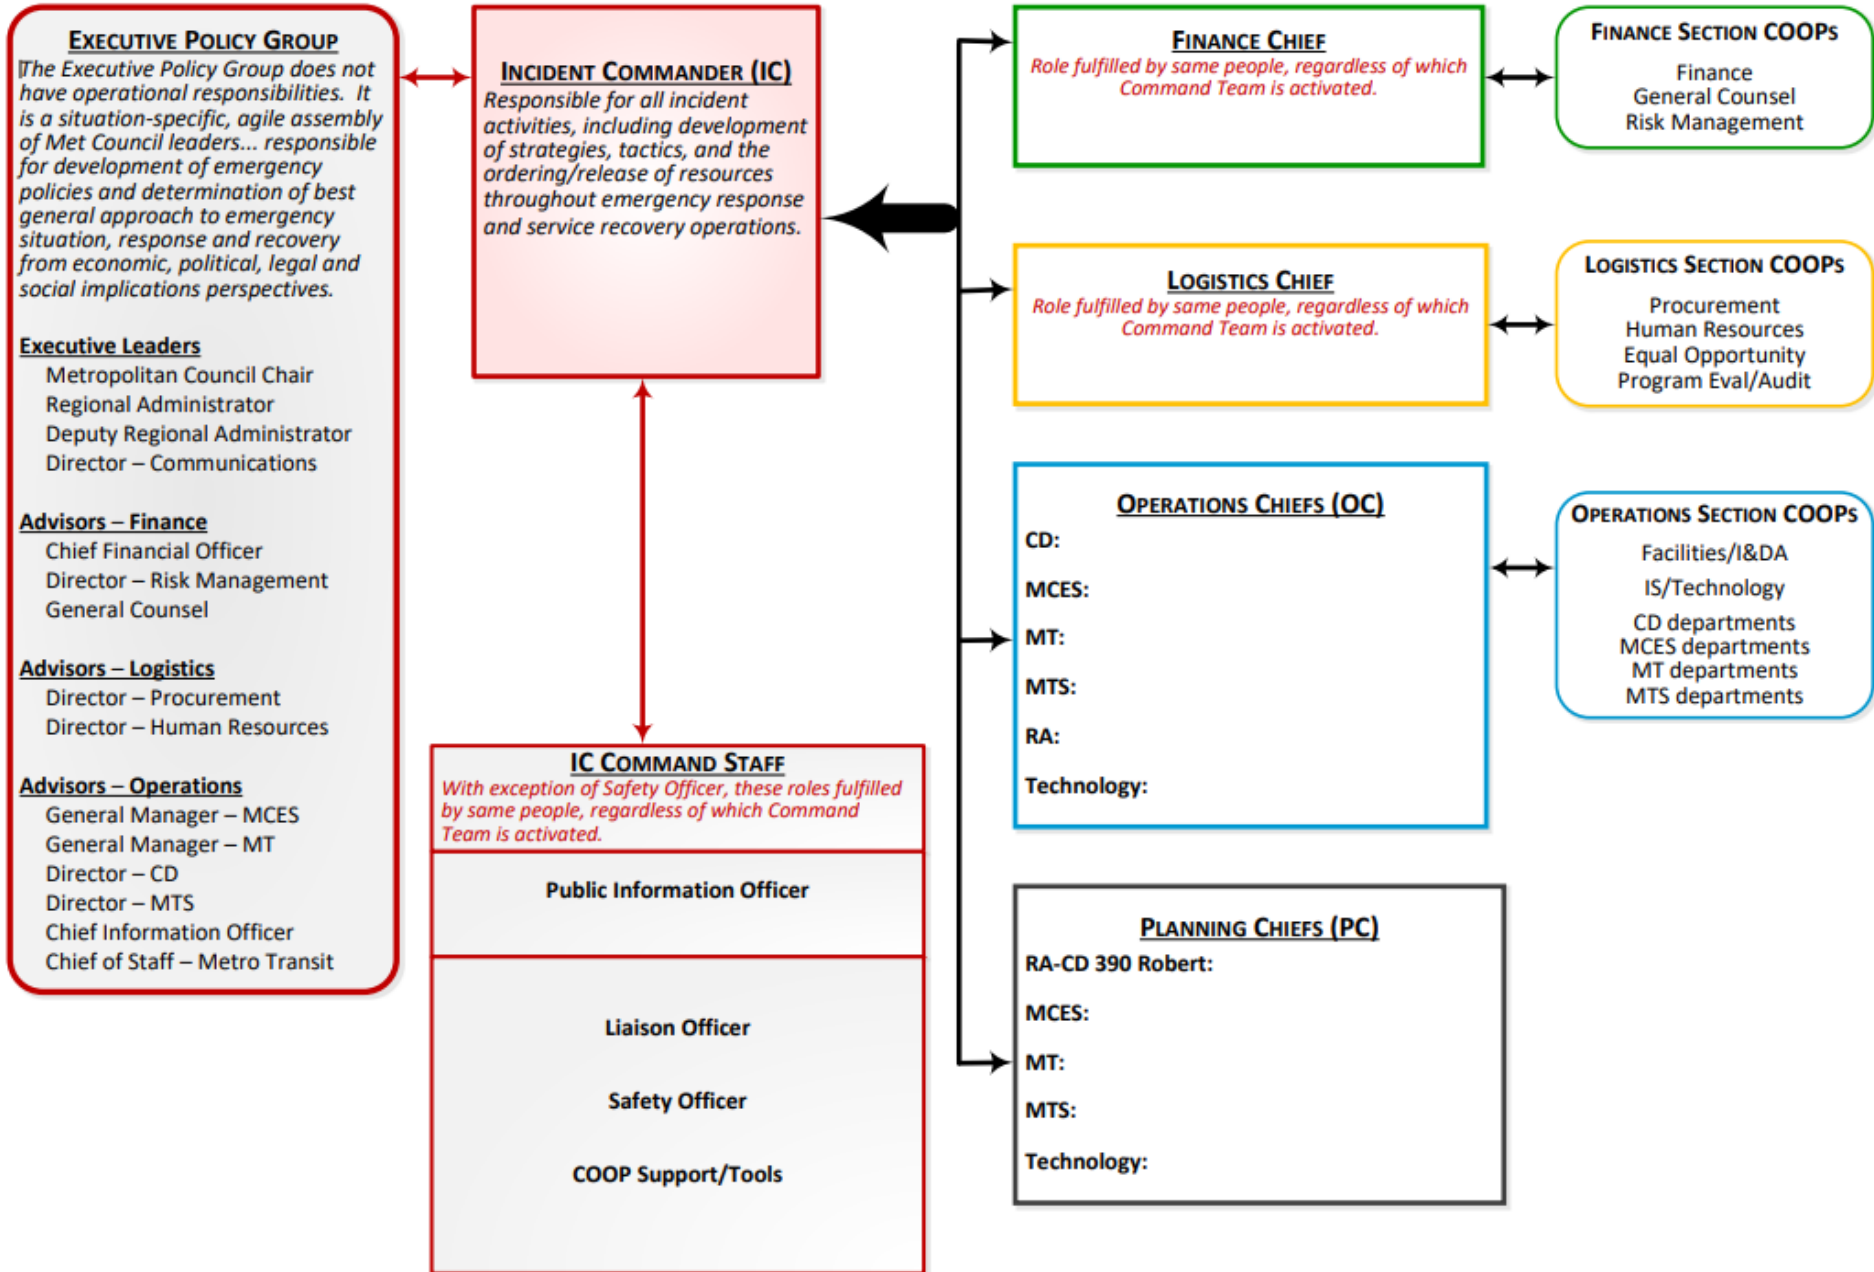 EXECUTIVE POLICY GROUP
The Executive Policy Group does not
have operational responsibilities. It
is a situation-specific, agile assembly
of Met Council leaders... responsible
for development of emergency
policies and determination of best
general approach to emergency
situation, response and recovery
from economic, political, legal and
social implications perspectives.
Executive Leaders
Metropolitan Council Chair
Regional Administrator
Deputy Regional Administrator
Director – Communications
Advisors – Finance
Chief Financial Officer
Director – Risk Management
General Counsel
Advisors – Logistics
Director – Procurement
Director – Human Resources
Advisors – Operations
General Manager – MCES
General Manager – MT
Director – CD
Director – MTS
Chief Information Officer
Chief of Staff – Metro Transit
INCIDENT COMMANDER (IC)
Responsible for all incident
activities, including development
of strategies, tactics, and the
ordering/release of resources
throughout emergency response
and service recovery operations.
IC COMMAND STAFF
With exception of Safety Officer, these roles fulfilled
by same people, regardless of which Command
Team is activated.
Public Information Officer
Liaison Officer
Safety Officer
COOP Support/Tools
FINANCE CHIEF
Role fulfilled by same people, regardless of which
Command Team is activated.
FINANCE SECTION COOPs
Finance
General Counsel
Risk Management
LOGISTICS CHIEF
Role fulfilled by same people, regardless of which
Command Team is activated.
LOGISTICS SECTION COOPs
Procurement
Human Resources
Equal Opportunity
Program Eval/Audit
OPERATIONS CHIEFS (OC)
CD:
MCES:
MT:
MTS:
RA:
Technology:
OPERATIONS SECTION COOPs
Facilities/I&DA
IS/Technology
CD departments
MCES departments
MT departments
MTS departments
PLANNING CHIEFS (PC)
RA-CD 390 Robert:
MCES:
MT:
MTS:
Technology: